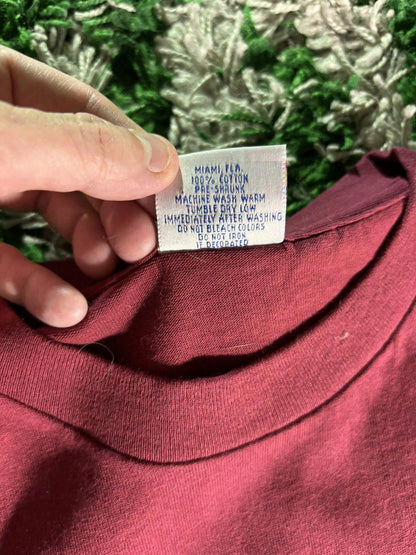 MIAMI, FLA.
100% COTTON
PRE-SHRUNK
MACHINE WASH WARM
TUMBLE DRY LOW
IMMEDIATELY AFTER WASHING
DO NOT BLEACH COLORS
DO NOT IRON
IF DECORATED